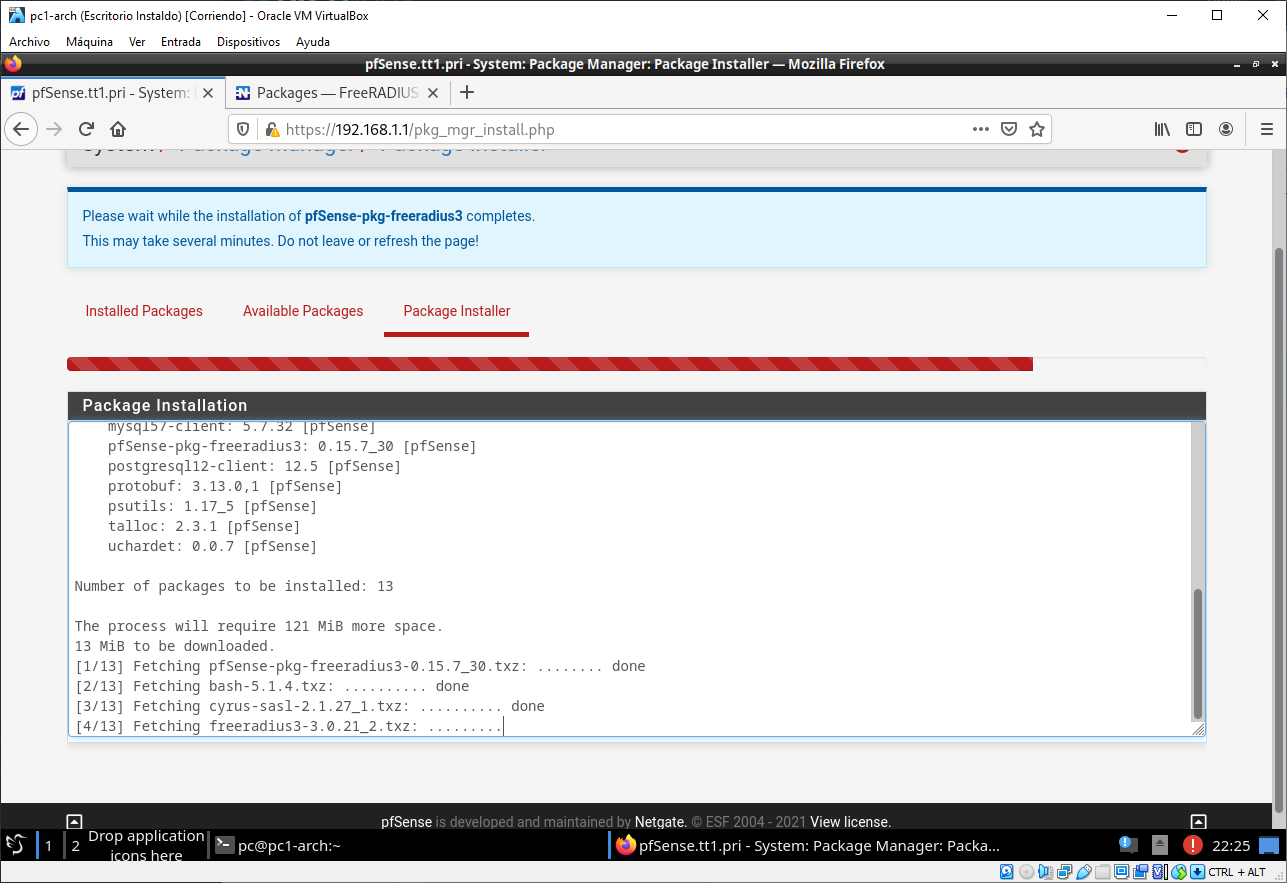 pc1-arch (Escritorio Instaldo) [Corriendo] - Oracle VM VirtualBox
Archivo Máquina Ver Entrada Dispositivos Ayuda
pfSense.tt1.pri - System: Package Manager: Package Installer — Mozilla Firefox
pfSense.tt1.pri - System:
Packages — FreeRADIUS
https://192.168.1.1/pkg_mgr_install.php
System / Package Manager / Package Installer
Please wait while the installation of pfSense-pkg-freeradius3 completes.
This may take several minutes. Do not leave or refresh the page!
Installed Packages Available Packages Package Installer
Package Installation
mysql57-client: 5.7.32 [pfSense]
pfSense-pkg-freeradius3: 0.15.7_30 [pfSense]
postgresql12-client: 12.5 [pfSense]
protobuf: 3.13.0,1 [pfSense]
psutils: 1.17_5 [pfSense]
talloc: 2.3.1 [pfSense]
uchardet: 0.0.7 [pfSense]
Number of packages to be installed: 13
The process will require 121 MiB more space.
13 MiB to be downloaded.
[1/13] Fetching pfSense-pkg-freeradius3-0.15.7_30.txz: ........ done
[2/13] Fetching bash-5.1.4.txz: .......... done
[3/13] Fetching cyrus-sasl-2.1.27_1.txz: .......... done
[4/13] Fetching freeradius3-3.0.21_2.txz: .........
pfSense is developed and maintained by Netgate. © ESF 2004 - 2021 View license.
1 2 Drop application
icons here
pc@pc1-arch:~
pfSense.tt1.pri - System: Package Manager: Packa...
22:25
CTRL + ALT